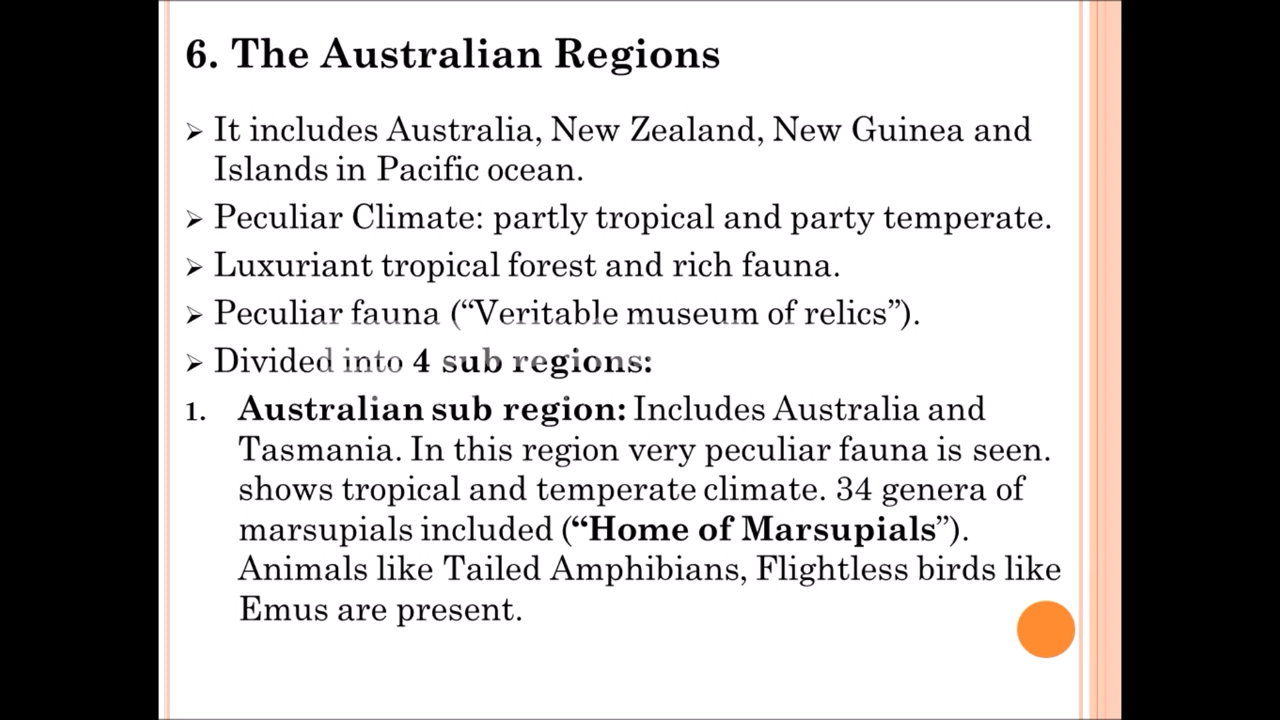 6. The Australian Regions
➢ It includes Australia, New Zealand, New Guinea and
Islands in Pacific ocean.
➢ Peculiar Climate: partly tropical and party temperate.
➢ Luxuriant tropical forest and rich fauna.
➢ Peculiar fauna (“Veritable museum of relics”).
➢ Divided into 4 sub regions:
1. Australian sub region: Includes Australia and
Tasmania. In this region very peculiar fauna is seen.
shows tropical and temperate climate. 34 genera of
marsupials included (“Home of Marsupials”).
Animals like Tailed Amphibians, Flightless birds like
Emus are present.